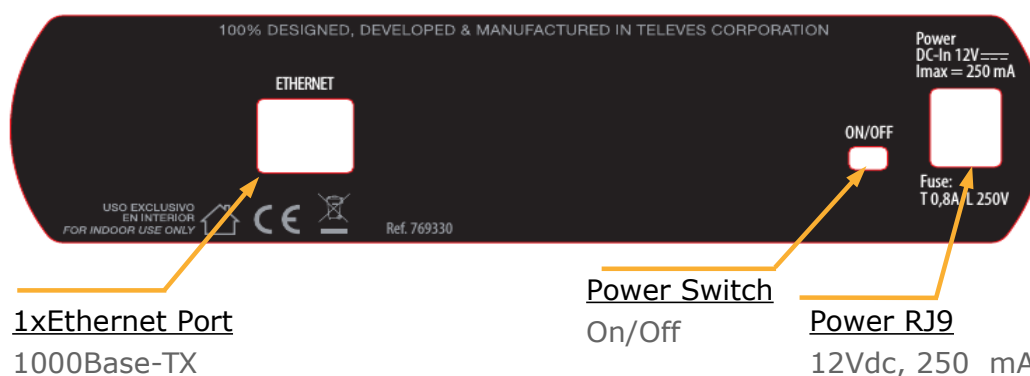 100% DESIGNED, DEVELOPED & MANUFACTURED IN TELEVES CORPORATION
Power
DC-In 12V
Imax = 250 mA
ETHERNET
ON/OFF
Fuse:
T 0,8A L 250V
USO EXCLUSIVO
EN INTERIOR
FOR INDOOR USE ONLY
CE
Ref. 769330
1xEthernet Port
1000Base-TX
Power Switch
On/Off
Power RJ9
12Vdc, 250 mA